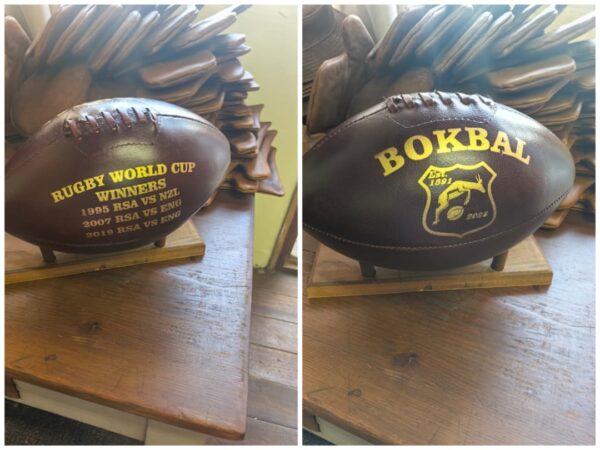 RUGBY WORLD CUP
WINNERS
1995 RSA VS NZL
2007 RSA VS ENG
2019 RSA VS ENG
BOKBAL
Est.
1891
2022